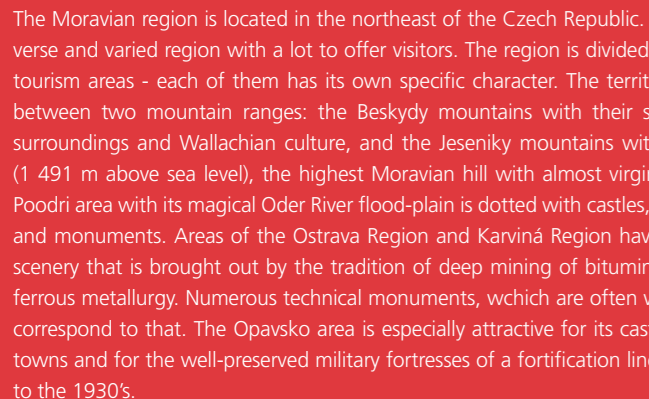 The Moravian region is located in the northeast of the Czech Republic.
verse and varied region with a lot to offer visitors. The region is divided
tourism areas - each of them has its own specific character. The territ
between two mountain ranges: the Beskydy mountains with their s
surroundings and Wallachian culture, and the Jeseniky mountains wit
(1 491 m above sea level), the highest Moravian hill with almost virgi
Poodri area with its magical Oder River flood-plain is dotted with castles,
and monuments. Areas of the Ostrava Region and Karviná Region hav
scenery that is brought out by the tradition of deep mining of bitumi
ferrous metallurgy. Numerous technical monuments, wchich are often v
correspond to that. The Opavsko area is especially attractive for its cas
towns and for the well-preserved military fortresses of a fortification line
to the 1930's.